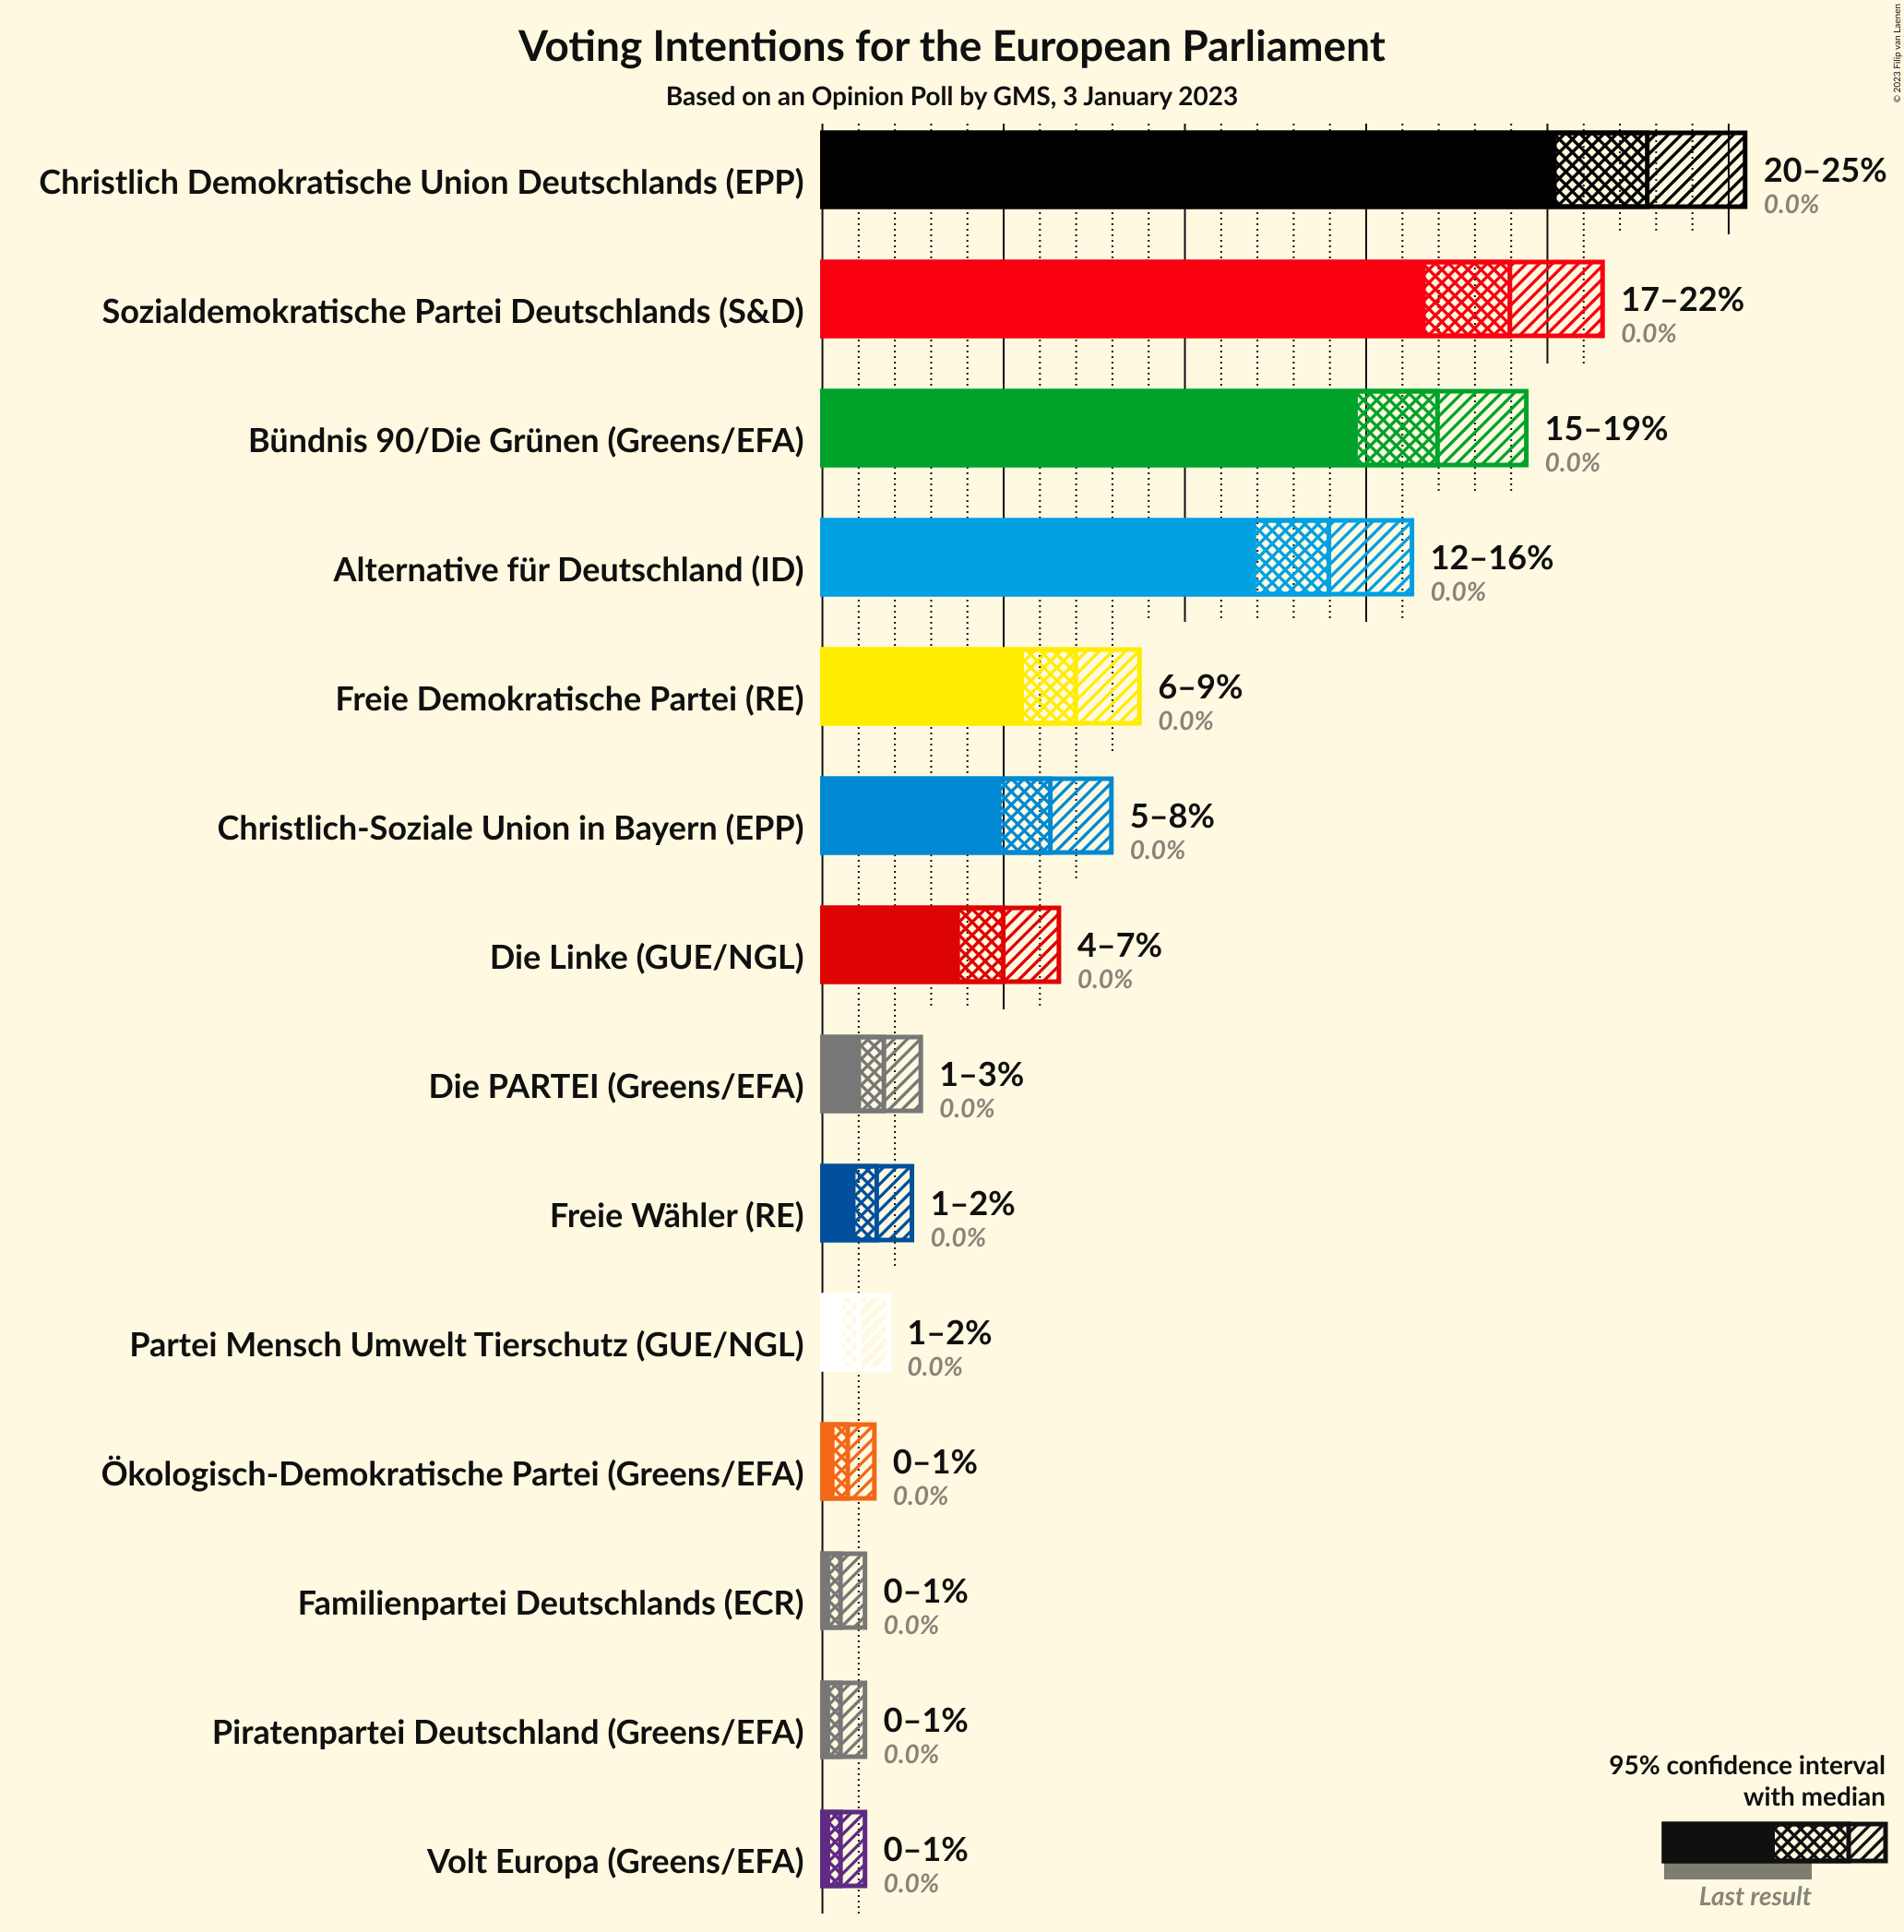 Voting Intentions for the European Parliament
Based on an Opinion Poll by GMS, 3 January 2023
© 2023 Filip van Laenen
Christlich Demokratische Union Deutschlands (EPP)
20–25%
0.0%
Sozialdemokratische Partei Deutschlands (S&D)
17–22%
0.0%
Bündnis 90/Die Grünen (Greens/EFA)
15–19%
0.0%
Alternative für Deutschland (ID)
12–16%
0.0%
Freie Demokratische Partei (RE)
6–9%
0.0%
Christlich-Soziale Union in Bayern (EPP)
5–8%
0.0%
Die Linke (GUE/NGL)
4–7%
0.0%
Die PARTEI (Greens/EFA)
1–3%
0.0%
Freie Wähler (RE)
1–2%
0.0%
Partei Mensch Umwelt Tierschutz (GUE/NGL)
1–2%
0.0%
Ökologisch-Demokratische Partei (Greens/EFA)
0–1%
0.0%
Familienpartei Deutschlands (ECR)
0–1%
0.0%
Piratenpartei Deutschland (Greens/EFA)
0–1%
0.0%
Volt Europa (Greens/EFA)
0–1%
0.0%
95% confidence interval
with median
Last result